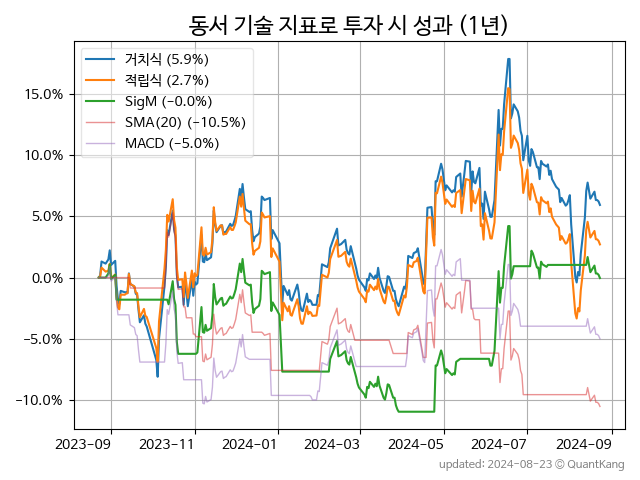 동서 기술 지표로 투자 시 성과 (1년)
거치식 (5.9%)
적립식 (2.7%)
SigM (−0.0%)
SMA(20) (−10.5%)
MACD (−5.0%)
15.0%
10.0%
5.0%
0.0%
−5.0%
−10.0%
2023-09 2023-11 2024-01 2024-03 2024-05 2024-07 2024-09
updated: 2024-08-23 © QuantKang